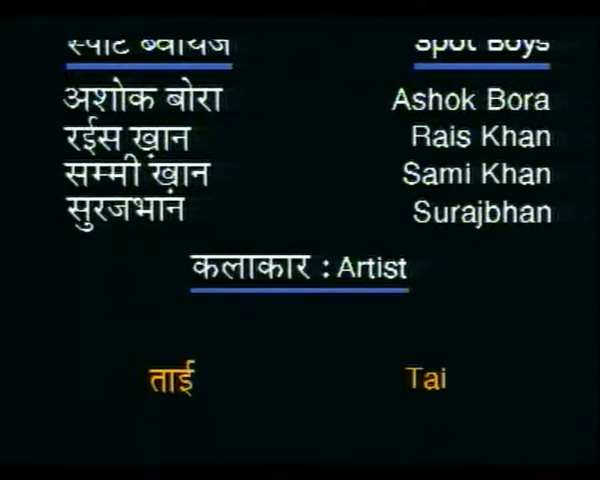 स्पॉट ब्वॉयज Spot Boys
अशोक बोरा Ashok Bora
रईस ख़ान Rais Khan
सम्मी ख़ान Sami Khan
सुरजभान Surajbhan
कलाकार : Artist
ताई Tai